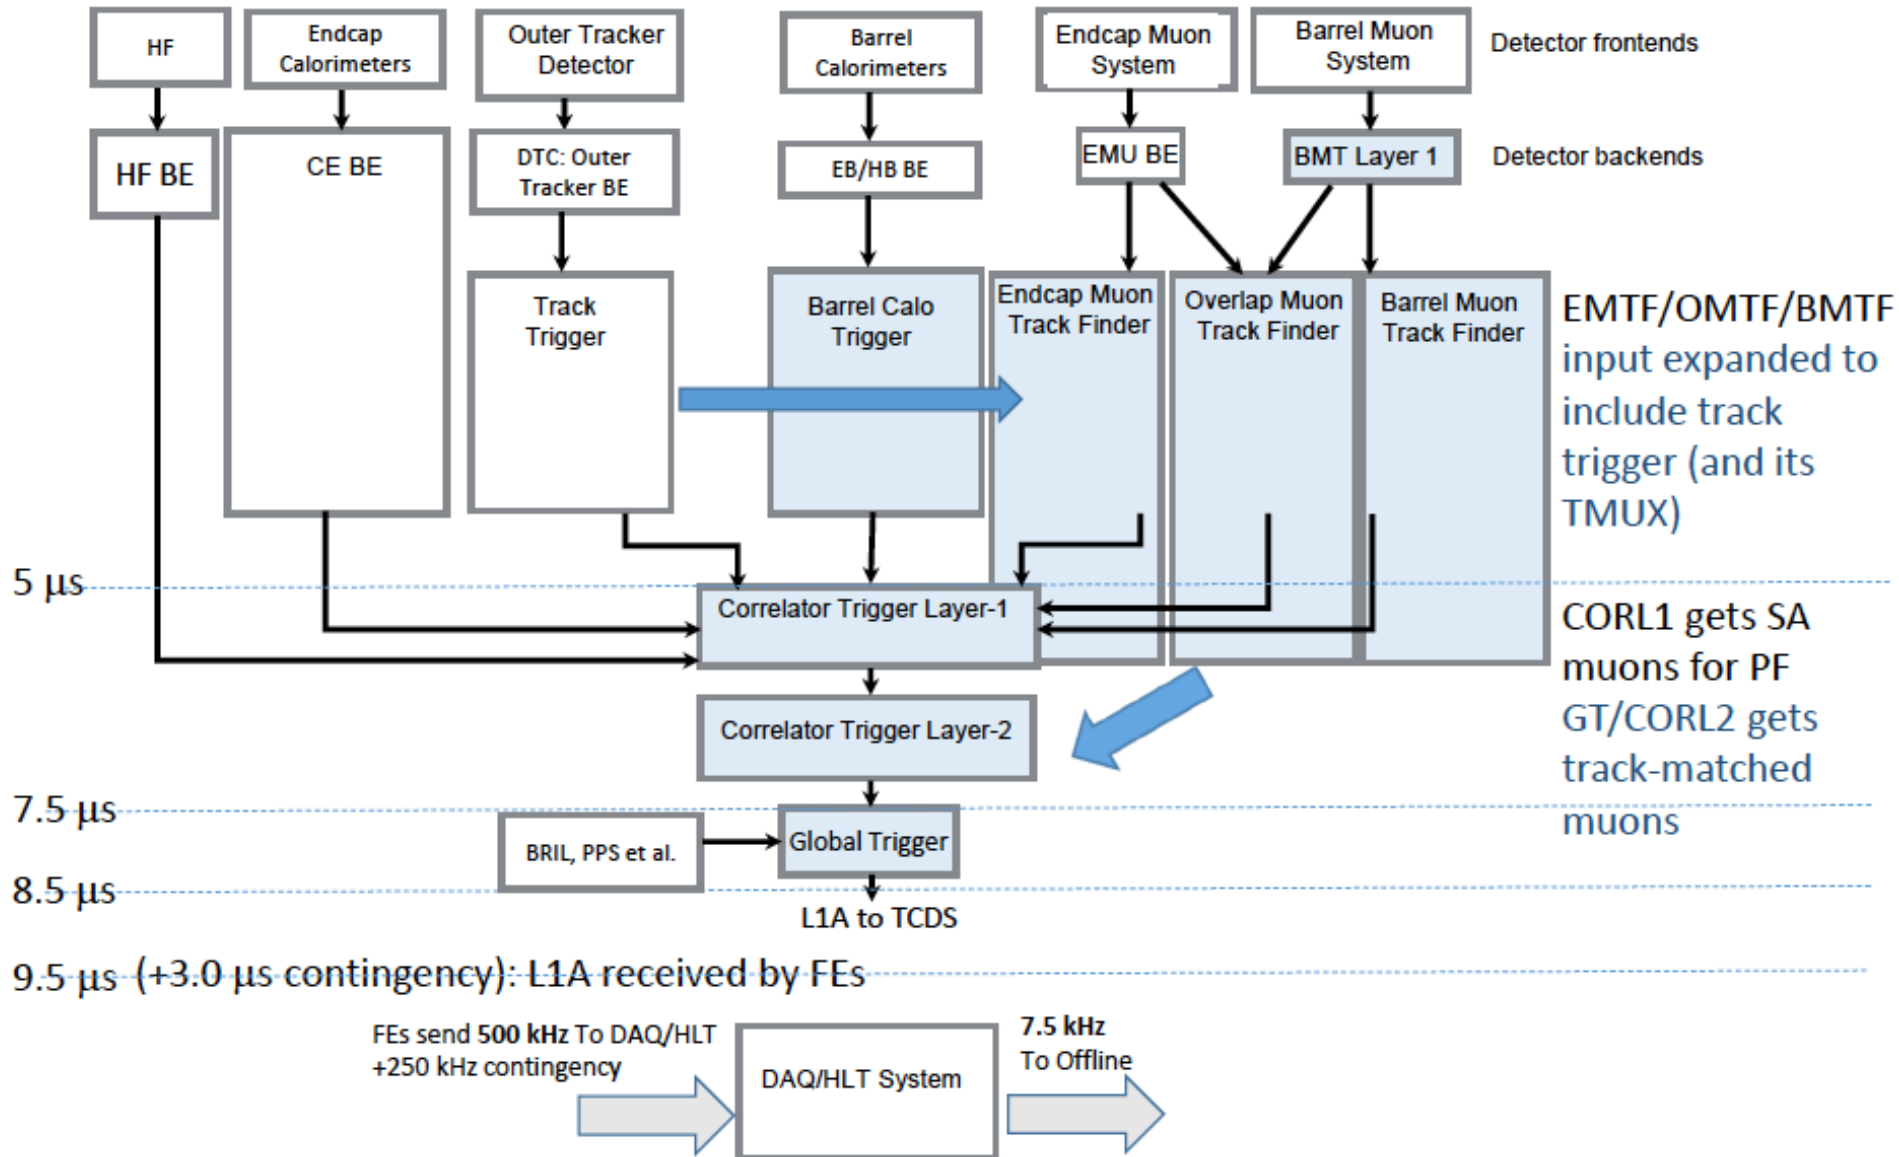 HF
Endcap
Calorimeters
Outer Tracker
Detector
Barrel
Calorimeters
Endcap Muon
System
Barrel Muon
System
Detector frontends
HF BE
CE BE
DTC: Outer
Tracker BE
EB/HB BE
EMU BE
BMT Layer 1
Detector backends
Track
Trigger
Barrel Calo
Trigger
Endcap Muon
Track Finder
Overlap Muon
Track Finder
Barrel Muon
Track Finder
EMTF/OMTF/BMTF
input expanded to
include track
trigger (and its
TMUX)
5 µs
Correlator Trigger Layer-1
CORL1 gets SA
muons for PF
GT/CORL2 gets
track-matched
muons
Correlator Trigger Layer-2
7.5 µs
BRIL, PPS et al.
Global Trigger
8.5 µs
L1A to TCDS
9.5 µs (+3.0 µs contingency): L1A received by FEs
FEs send 500 kHz To DAQ/HLT
+250 kHz contingency
DAQ/HLT System
7.5 kHz
To Offline